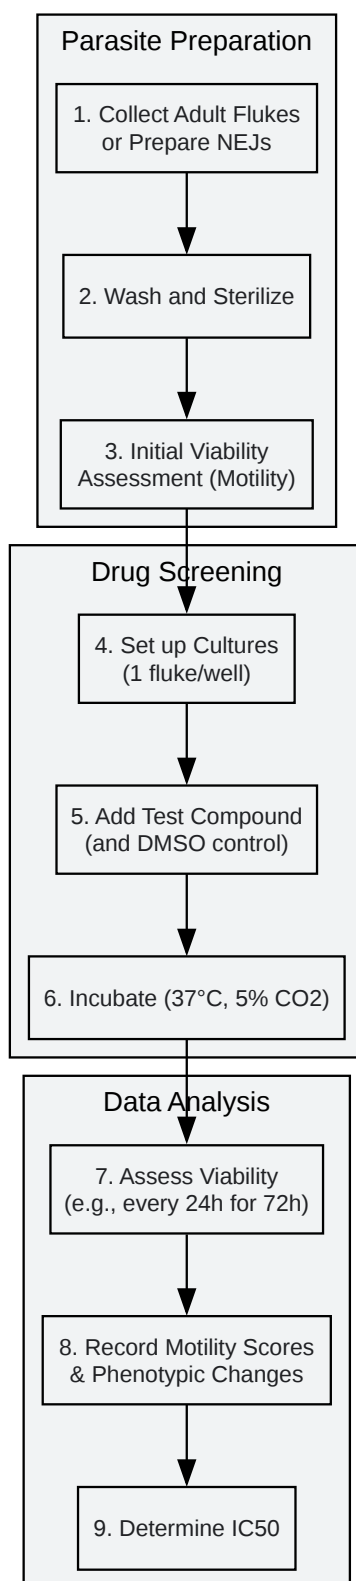 Parasite Preparation
1. Collect Adult Flukes
or Prepare NEJs
2. Wash and Sterilize
3. Initial Viability
Assessment (Motility)
Drug Screening
4. Set up Cultures
(1 fluke/well)
5. Add Test Compound
(and DMSO control)
6. Incubate (37°C, 5% CO2)
Data Analysis
7. Assess Viability
(e.g., every 24h for 72h)
8. Record Motility Scores
& Phenotypic Changes
9. Determine IC50